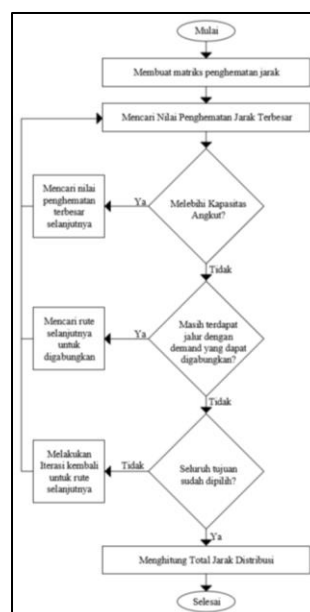 Mulai
Membuat matriks penghematan jarak
Mencari Nilai Penghematan Jarak Terbesar
Melebihi Kapasitas
Angkut?
Ya
Mencari nilai
penghematan
terbesar
selanjutnya
Tidak
Masih terdapat
jalur dengan
demand yang dapat
digabungkan?
Ya
Mencari rute
selanjutnya
untuk
digabungkan
Tidak
Seluruh tujuan
sudah dipilih?
Tidak
Melakukan
Iterasi kembali
untuk rute
selanjutnya
Ya
Menghitung Total Jarak Distribusi
Selesai